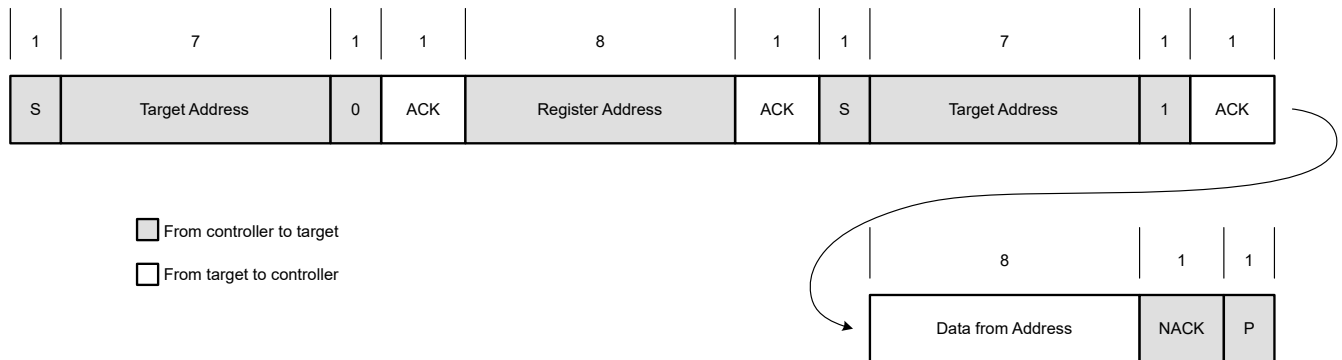 1 7 1 1 8 1 1 7 1 1
S Target Address 0 ACK Register Address ACK S Target Address 1 ACK
From controller to target
From target to controller
8 1 1
Data from Address NACK P